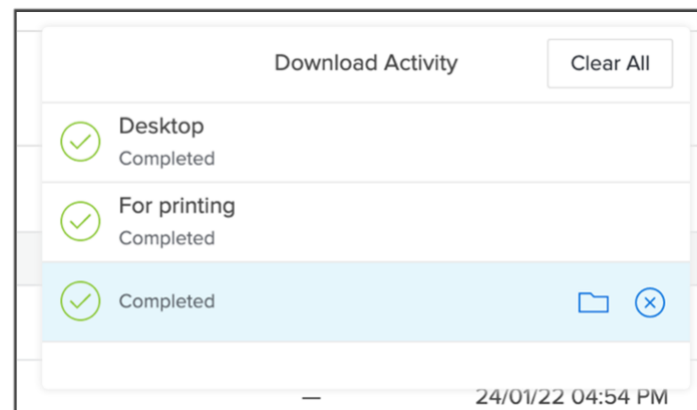 Download Activity
Clear All
Desktop
Completed
For printing
Completed
Completed
— 24/01/22 04:54 PM